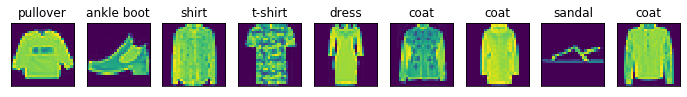 pullover ankle boot shirt t-shirt dress coat coat sandal coat